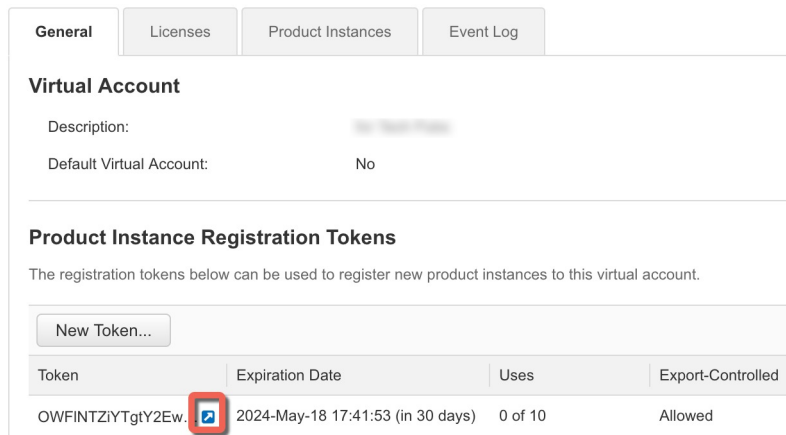 General Licenses Product Instances Event Log
Virtual Account
Description:
Default Virtual Account: No
Product Instance Registration Tokens
The registration tokens below can be used to register new product instances to this virtual account.
New Token...
Token Expiration Date Uses Export-Controlled
OWFlNTZiYTgtY2Ew... 2024-May-18 17:41:53 (in 30 days) 0 of 10 Allowed